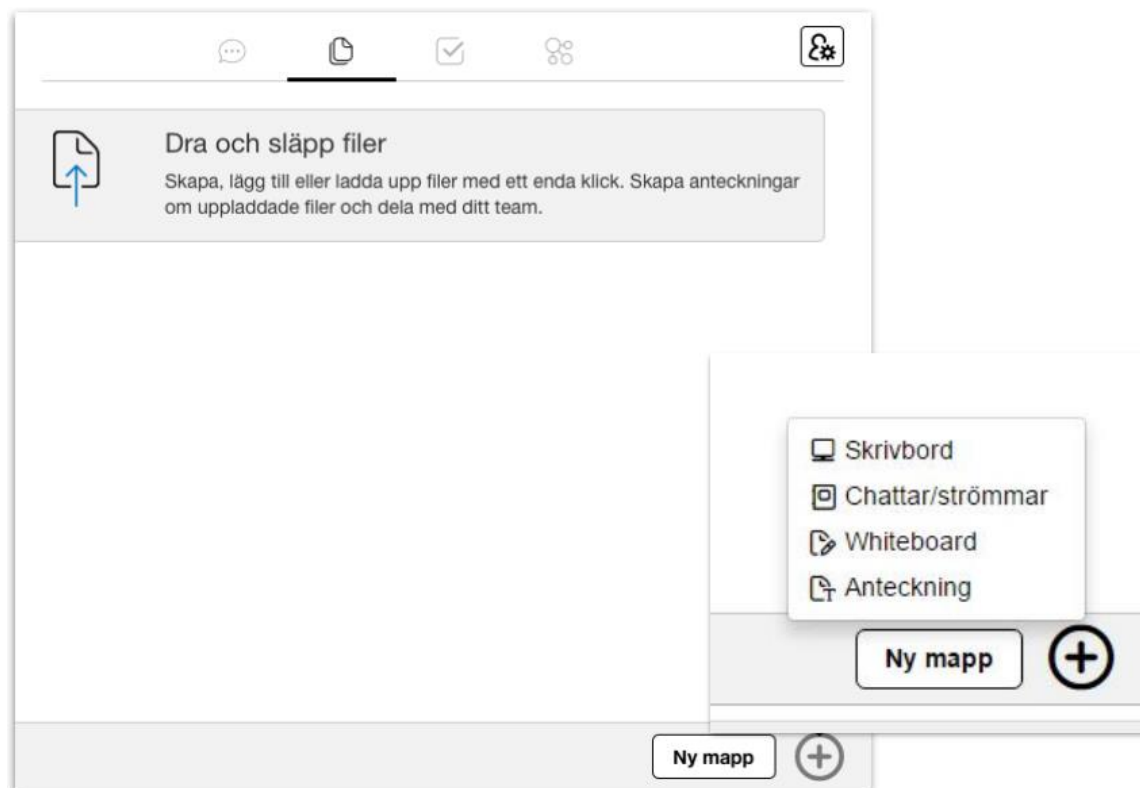 Dra och släpp filer
Skapa, lägg till eller ladda upp filer med ett enda klick. Skapa anteckningar
om uppladdade filer och dela med ditt team.
Skrivbord
Chattar/strömmar
Whiteboard
Anteckning
Ny mapp
Ny mapp